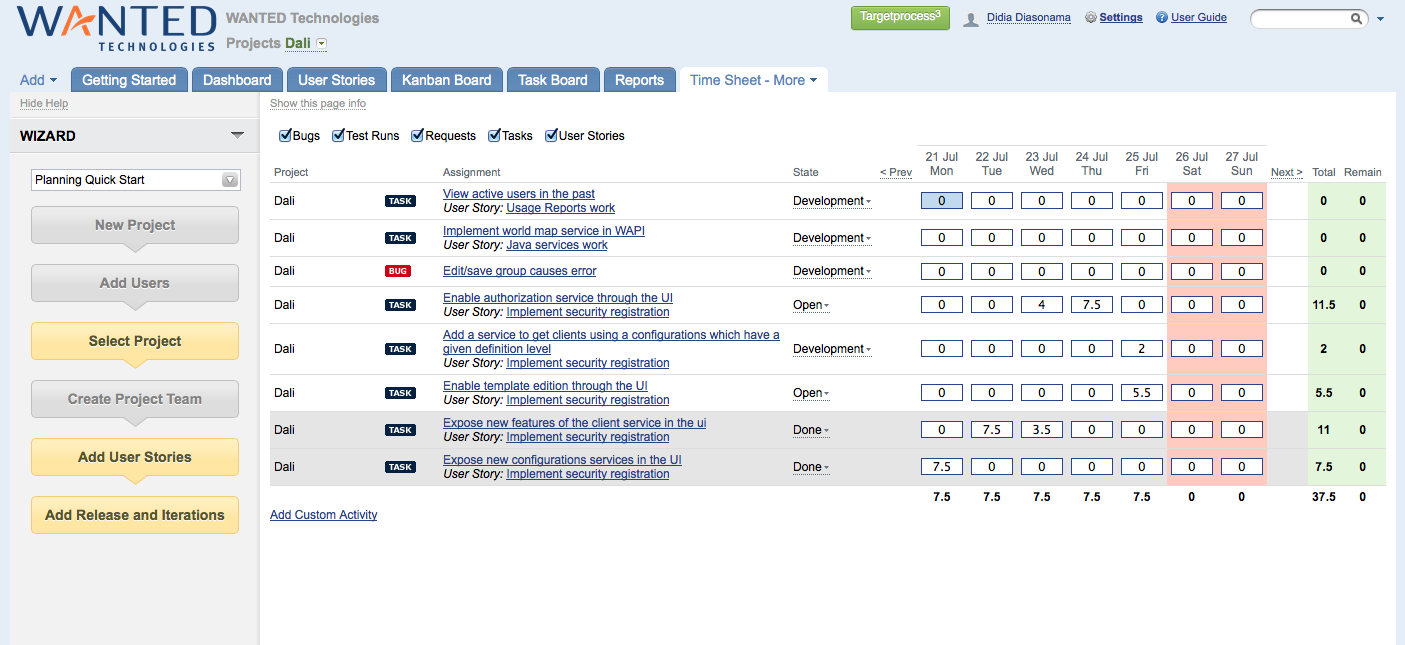 WANTED
TECHNOLOGIES
WANTED Technologies
Projects Dali
Targetprocess³
Didia Diasonama
Settings
User Guide
Add
Getting Started
Dashboard
User Stories
Kanban Board
Task Board
Reports
Time Sheet - More
Hide Help
WIZARD
Planning Quick Start
New Project
Add Users
Select Project
Create Project Team
Add User Stories
Add Release and Iterations
Show this page info
Bugs Test Runs Requests Tasks User Stories
21 Jul 22 Jul 23 Jul 24 Jul 25 Jul 26 Jul 27 Jul
Project Assignment State < Prev Mon Tue Wed Thu Fri Sat Sun Next > Total Remain
Dali TASK View active users in the past Development 0 0 0 0 0 0 0 0 0
User Story: Usage Reports work
Dali TASK Implement world map service in WAPI Development 0 0 0 0 0 0 0 0 0
User Story: Java services work
Dali BUG Edit/save group causes error Development 0 0 0 0 0 0 0 0 0
Dali TASK Enable authorization service through the UI Open 0 0 4 7.5 0 0 0 11.5 0
User Story: Implement security registration
Dali TASK Add a service to get clients using a configurations which have a
given definition level Development 0 0 0 0 2 0 0 2 0
User Story: Implement security registration
Dali TASK Enable template edition through the UI Open 0 0 0 0 5.5 0 0 5.5 0
User Story: Implement security registration
Dali TASK Expose new features of the client service in the ui Done 0 7.5 3.5 0 0 0 0 11 0
User Story: Implement security registration
Dali TASK Expose new configurations services in the UI Done 7.5 0 0 0 0 0 0 7.5 0
User Story: Implement security registration
7.5 7.5 7.5 7.5 7.5 0 0 37.5 0
Add Custom Activity